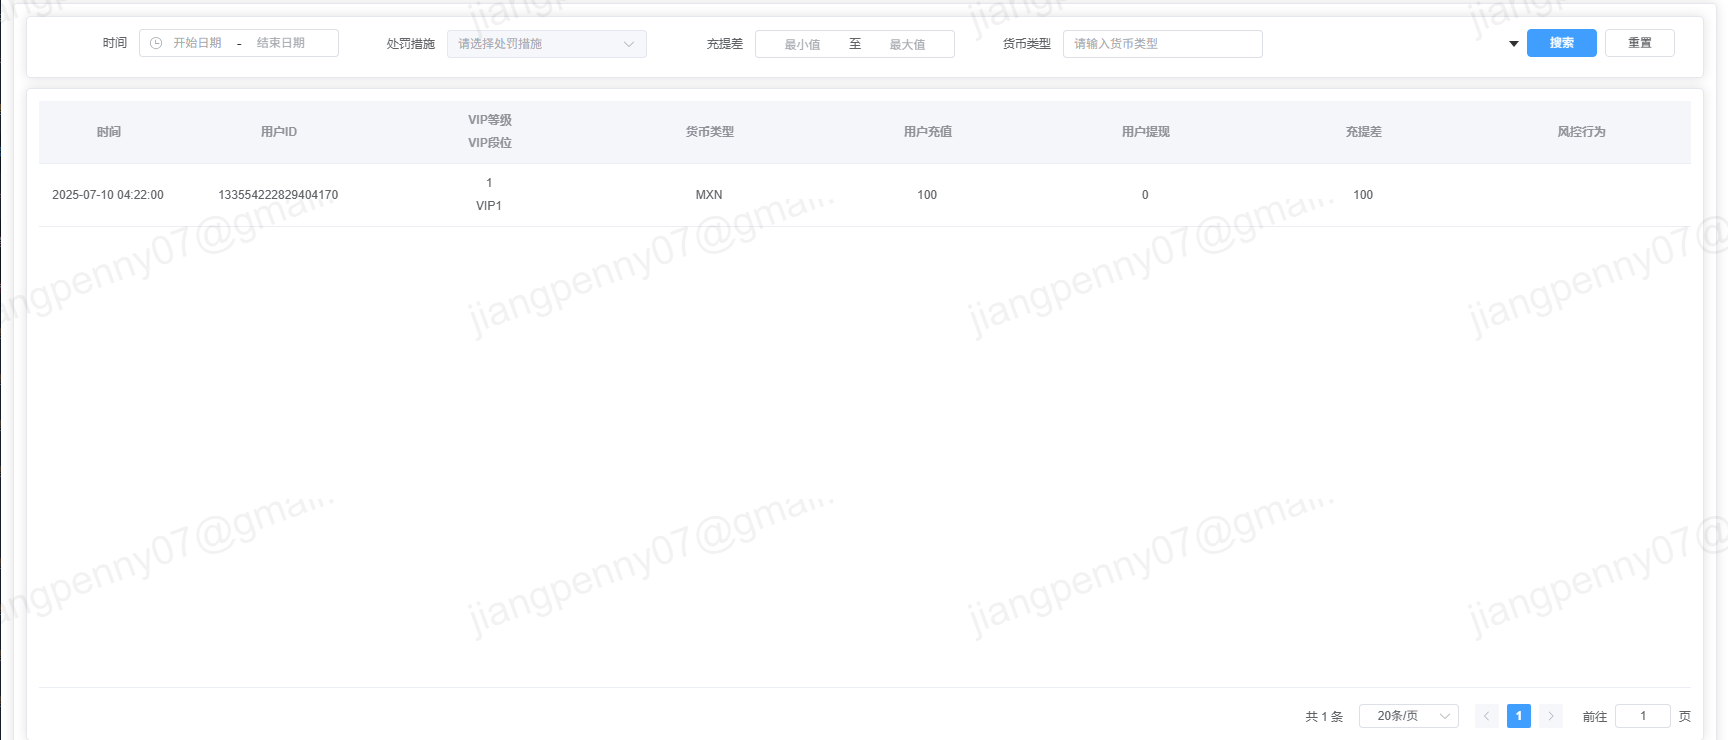 时间 开始日期 - 结束日期 处罚措施 请选择处罚措施 充提差 最小值 至 最大值 货币类型 请输入货币类型 搜索 重置
时间 用户ID VIP等级 货币类型 用户充值 用户提现 充提差 风控行为
VIP段位
2025-07-10 04:22:00 133554222829404170 1 MXN 100 0 100
VIP1
jiangpenny07@gmail.
jiangpenny07@gmail.
jiangpenny07@gmail.
jiangpenny07@
jiangpenny07@gmail.
jiangpenny07@gmail.
jiangpenny07@gmail.
jiangpenny07@
共 1 条 20条/页 1 前往 1 页